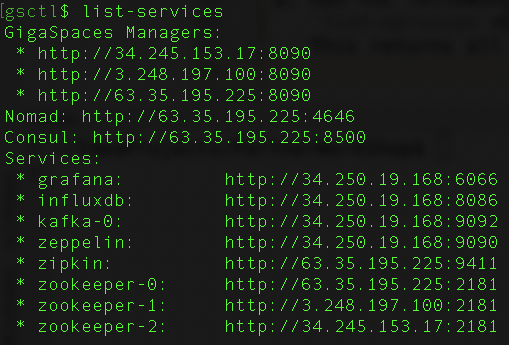 [gsctl$ list-services
GigaSpaces Managers:
 * http://34.245.153.17:8090
 * http://3.248.197.100:8090
 * http://63.35.195.225:8090
Nomad: http://63.35.195.225:4646
Consul: http://63.35.195.225:8500
Services:
 * grafana: http://34.250.19.168:6066
 * influxdb: http://34.250.19.168:8086
 * kafka-0: http://34.250.19.168:9092
 * zeppelin: http://34.250.19.168:9090
 * zipkin: http://63.35.195.225:9411
 * zookeeper-0: http://63.35.195.225:2181
 * zookeeper-1: http://3.248.197.100:2181
 * zookeeper-2: http://34.245.153.17:2181